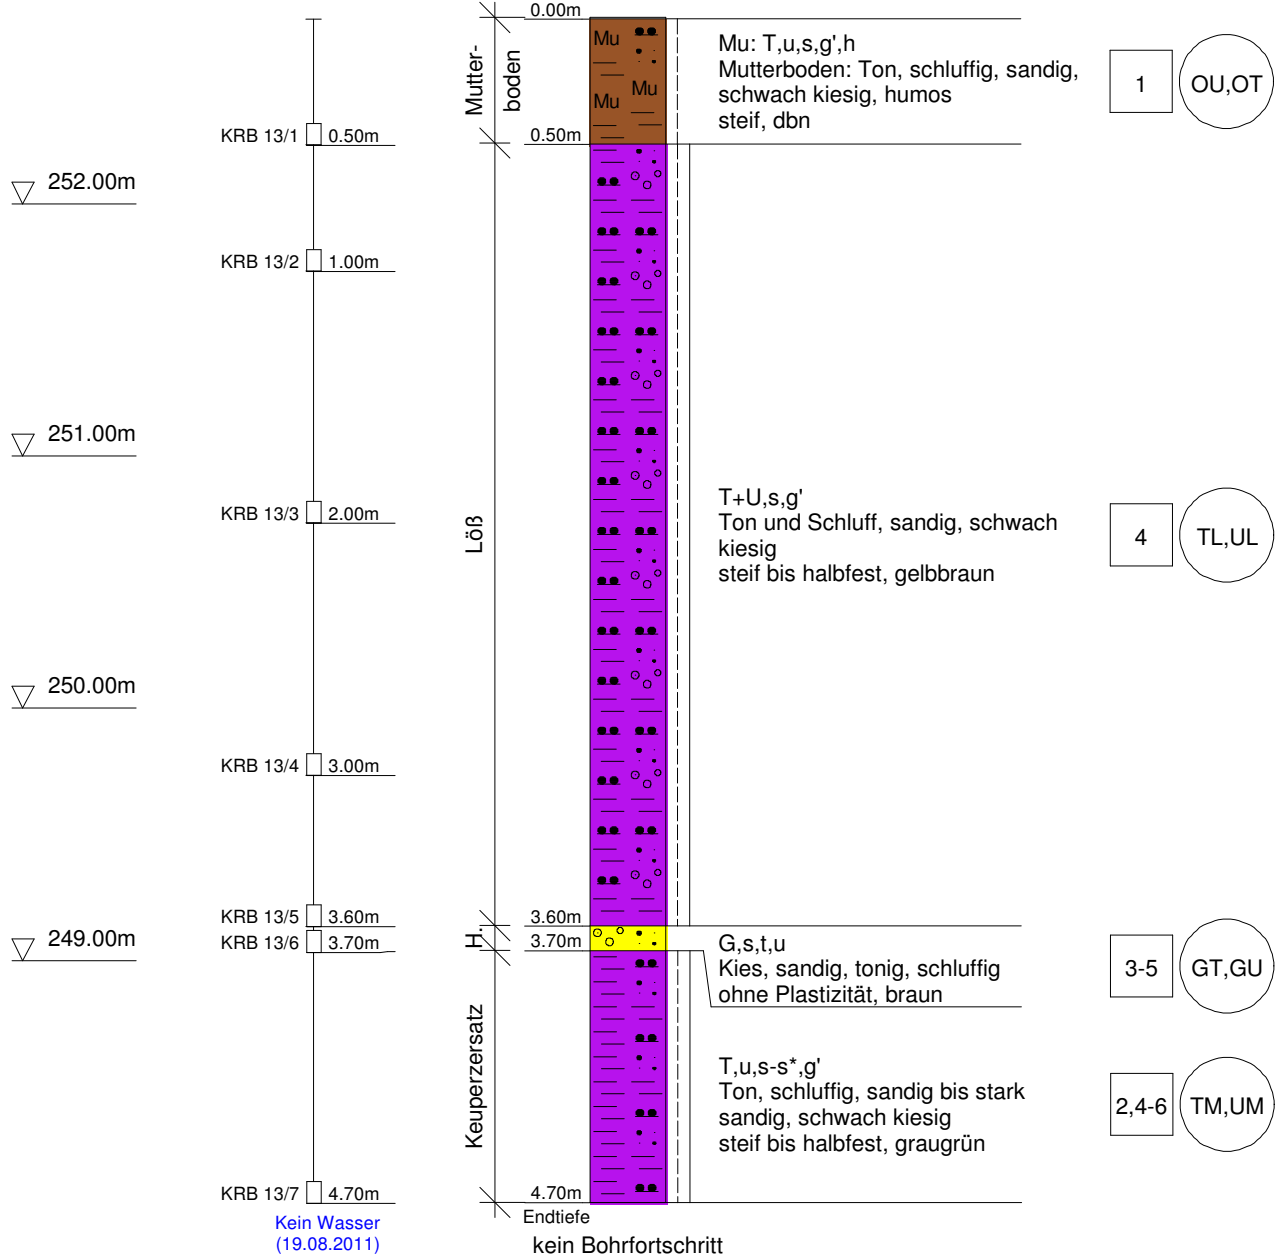 0.00m
Mutter-
boden
Mu
Mu
Mu
Mu: T,u,s,g',h
Mutterboden: Ton, schluffig, sandig,
schwach kiesig, humos
steif, dbn
1
OU,OT
KRB 13/1
0.50m
0.50m
252.00m
KRB 13/2
1.00m
251.00m
KRB 13/3
2.00m
Löß
T+U,s,g'
Ton und Schluff, sandig, schwach
kiesig
steif bis halbfest, gelbbraun
4
TL,UL
250.00m
KRB 13/4
3.00m
KRB 13/5
3.60m
3.60m
249.00m
KRB 13/6
3.70m
H.
3.70m
G,s,t,u
Kies, sandig, tonig, schluffig
ohne Plastizität, braun
3-5
GT,GU
Keuperzersatz
T,u,s-s*,g'
Ton, schluffig, sandig bis stark
sandig, schwach kiesig
steif bis halbfest, graugrün
2,4-6
TM,UM
KRB 13/7
4.70m
4.70m
Endtiefe
Kein Wasser
(19.08.2011)
kein Bohrfortschritt